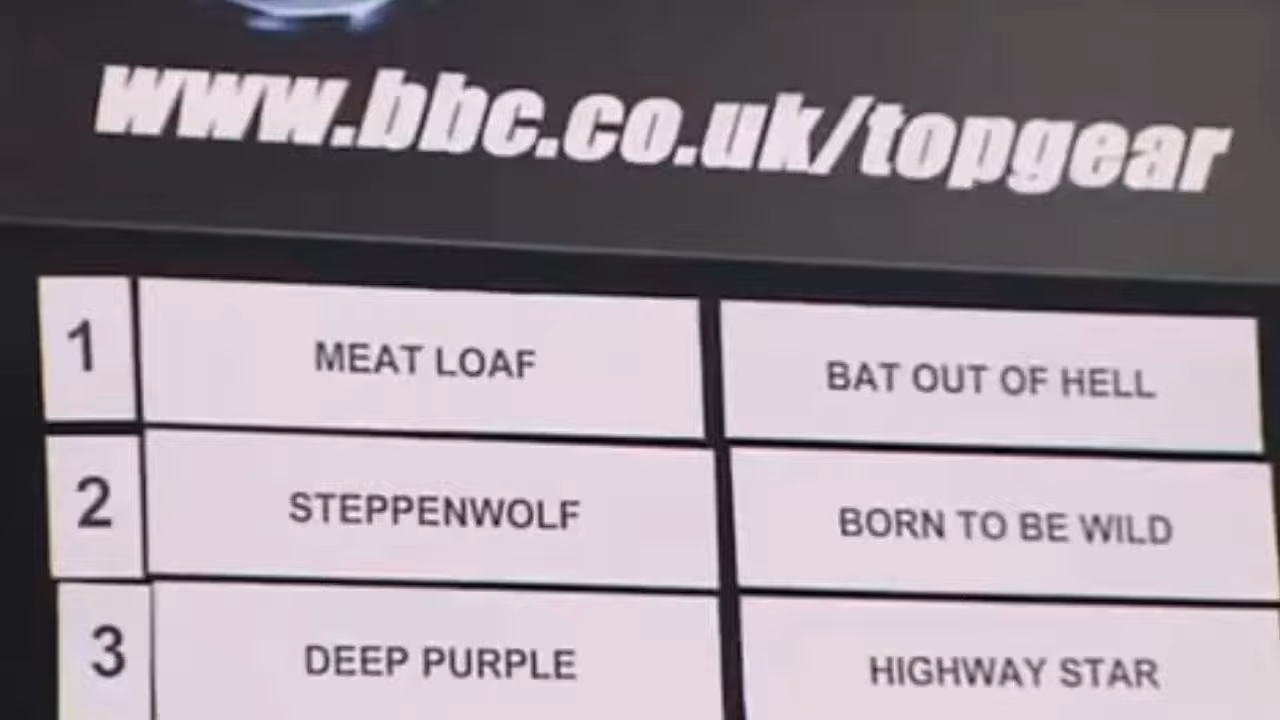 www.bbc.co.uk/topgear
1 MEAT LOAF BAT OUT OF HELL
2 STEPPENWOLF BORN TO BE WILD
3 DEEP PURPLE HIGHWAY STAR